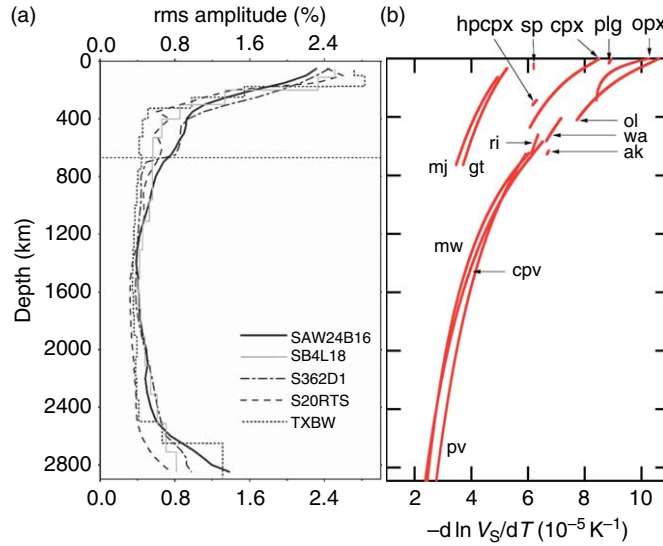 (a)
rms amplitude (%)
0.0 0.8 1.6 2.4
0
400
800
1200
1600
2000
2400
2800
Depth (km)
SAW24B16
SB4L18
S362D1
S20RTS
TXBW
0.0 0.8 1.6 2.4
(b)
hpcpx sp cpx plg opx
ol
wa
ri
ak
mj gt
mw
cpv
pv
2 4 6 8 10
−d ln VS/dT (10⁻⁵ K⁻¹)